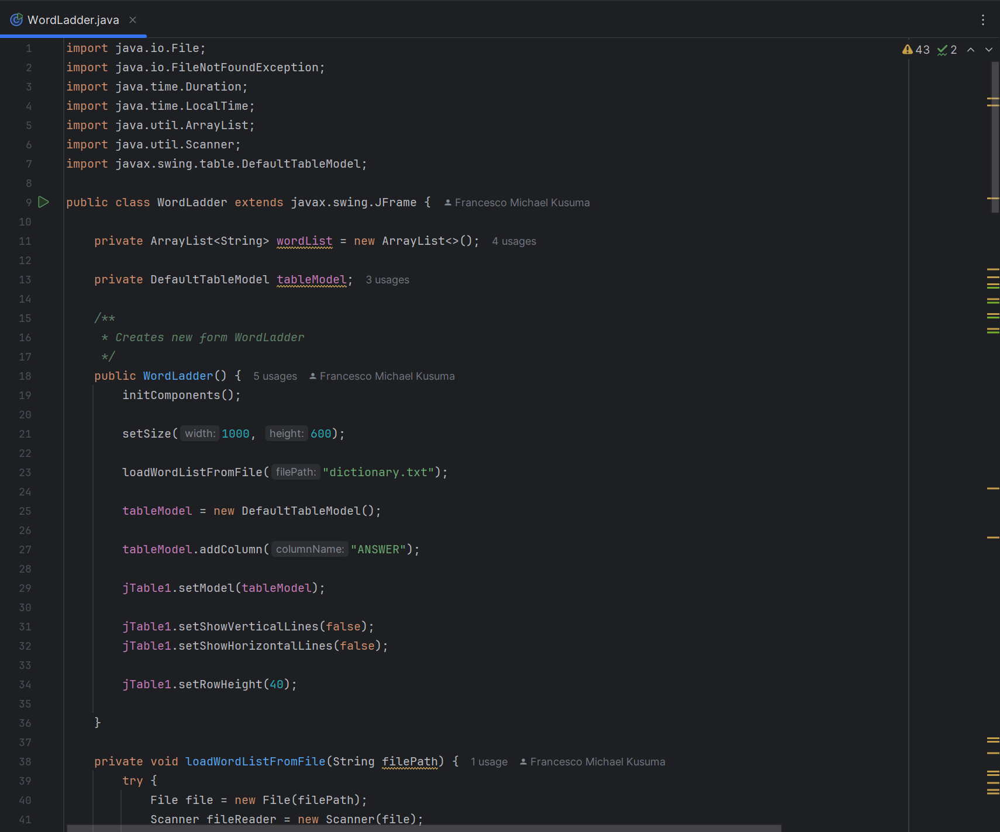 WordLadder.java
43 2
1 import java.io.File;
2 import java.io.FileNotFoundException;
3 import java.time.Duration;
4 import java.time.LocalTime;
5 import java.util.ArrayList;
6 import java.util.Scanner;
7 import javax.swing.table.DefaultTableModel;
8
9 public class WordLadder extends javax.swing.JFrame { Francesco Michael Kusuma
10
11 private ArrayList<String> wordList = new ArrayList<>(); 4 usages
12
13 private DefaultTableModel tableModel; 3 usages
14
15 /**
16 * Creates new form WordLadder
17 */
18 public WordLadder() { 5 usages Francesco Michael Kusuma
19 initComponents();
20
21 setSize( width: 1000, height: 600);
22
23 loadWordListFromFile( filePath: "dictionary.txt");
24
25 tableModel = new DefaultTableModel();
26
27 tableModel.addColumn( columnName: "ANSWER");
28
29 jTable1.setModel(tableModel);
30
31 jTable1.setShowVerticalLines(false);
32 jTable1.setShowHorizontalLines(false);
33
34 jTable1.setRowHeight(40);
35
36 }
37
38 private void loadWordListFromFile(String filePath) { 1 usage Francesco Michael Kusuma
39 try {
40 File file = new File(filePath);
41 Scanner fileReader = new Scanner(file);